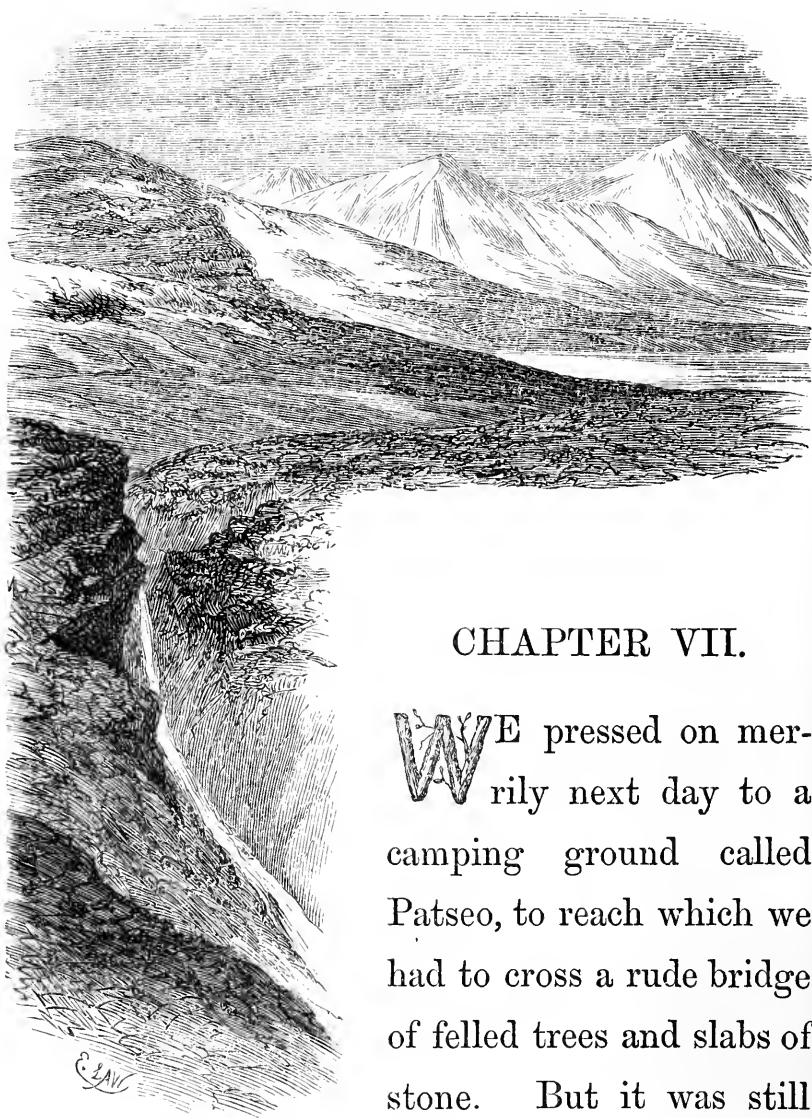 CHAPTER VII.
WE pressed on mer-
rily next day to a
camping ground called
Patseo, to reach which we
had to cross a rude bridge
of felled trees and slabs of
stone. But it was still